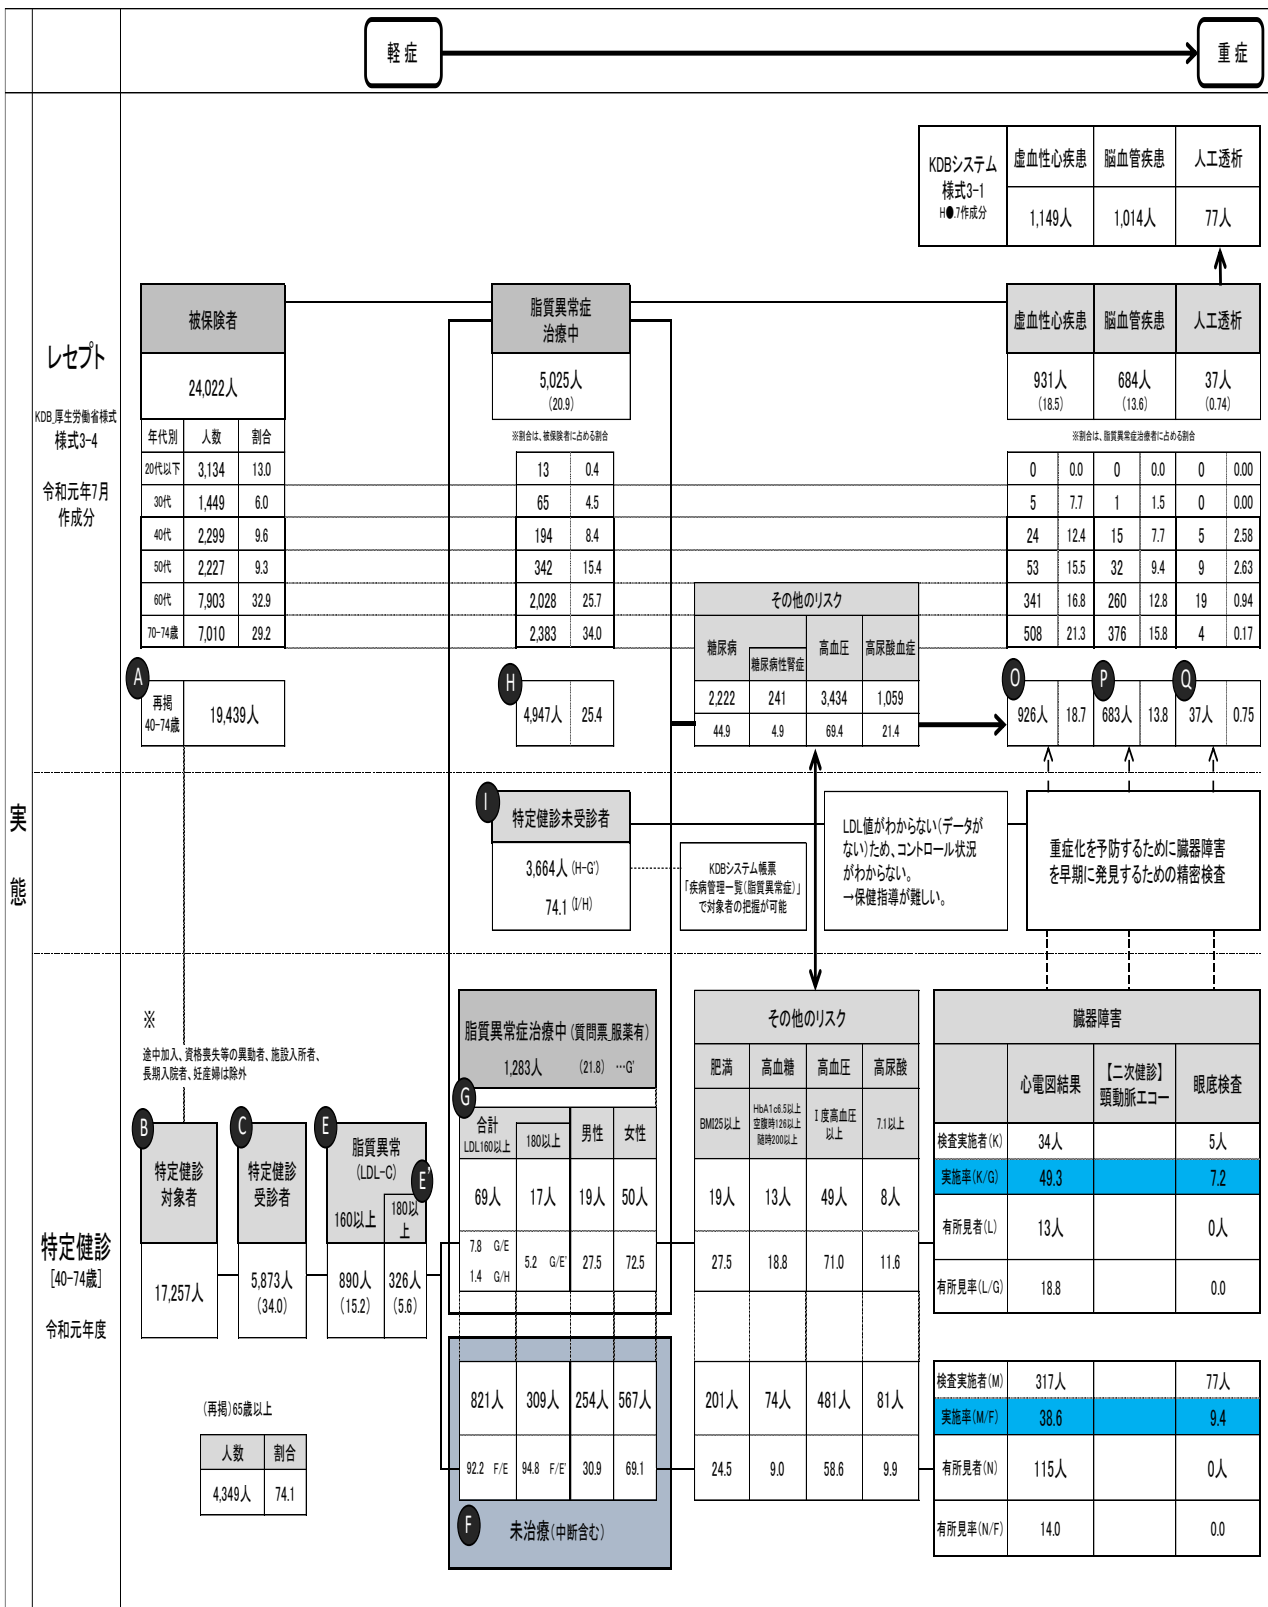 軽症
重症
KDBシステム
様式3-1
H●.7作成分
虚血性心疾患 脳血管疾患 人工透析
1,149人 1,014人 77人
実態
レセプト
KDB_厚生労働省様式
様式3-4
令和元年7月
作成分
被保険者
24,022人
年代別 人数 割合
20代以下 3,134 13.0
30代 1,449 6.0
40代 2,299 9.6
50代 2,227 9.3
60代 7,903 32.9
70-74歳 7,010 29.2
A
再掲
40-74歳
19,439人
脂質異常症
治療中
5,025人
(20.9)
※割合は、被保険者に占める割合
13 0.4
65 4.5
194 8.4
342 15.4
2,028 25.7
2,383 34.0
H
4,947人 25.4
その他のリスク
糖尿病 糖尿病性腎症 高血圧 高尿酸血症
2,222 241 3,434 1,059
44.9 4.9 69.4 21.4
虚血性心疾患 脳血管疾患 人工透析
931人 684人 37人
(18.5) (13.6) (0.74)
※割合は、脂質異常症治療者に占める割合
0 0.0 0 0.0 0 0.00
5 7.7 1 1.5 0 0.00
24 12.4 15 7.7 5 2.58
53 15.5 32 9.4 9 2.63
341 16.8 260 12.8 19 0.94
508 21.3 376 15.8 4 0.17
O P Q
926人 18.7 683人 13.8 37人 0.75
I
特定健診未受診者
3,664人 (H-G')
74.1 (I/H)
KDBシステム帳票
「疾病管理一覧(脂質異常症)」
で対象者の把握が可能
LDL値がわからない(データが
ない)ため、コントロール状況
がわからない。
→保健指導が難しい。
重症化を予防するために臓器障害
を早期に発見するための精密検査
特定健診
[40-74歳]
令和元年度
※
途中加入、資格喪失等の異動者、施設入所者、
長期入院者、妊産婦は除外
B
特定健診
対象者
17,257人
C
特定健診
受診者
5,873人
(34.0)
E
脂質異常
(LDL-C)
E'
160以上 180以上
890人 326人
(15.2) (5.6)
(再掲)65歳以上
人数 割合
4,349人 74.1
脂質異常症治療中(質問票_服薬有)
1,283人 (21.8) …G'
G
合計
LDL160以上
180以上 男性 女性
69人 17人 19人 50人
7.8 G/E
1.4 G/H
5.2 G/E' 27.5 72.5
821人 309人 254人 567人
92.2 F/E 94.8 F/E' 30.9 69.1
F
未治療(中断含む)
その他のリスク
肥満 高血糖 高血圧 高尿酸
BMI25以上
HbA1c6.5以上
空腹時126以上
随時200以上
Ⅰ度高血圧
以上
7.1以上
19人 13人 49人 8人
27.5 18.8 71.0 11.6
201人 74人 481人 81人
24.5 9.0 58.6 9.9
臓器障害
心電図結果
【二次健診】
頸動脈エコー
眼底検査
検査実施者(K) 34人 5人
実施率(K/G) 49.3 7.2
有所見者(L) 13人 0人
有所見率(L/G) 18.8 0.0
検査実施者(M) 317人 77人
実施率(M/F) 38.6 9.4
有所見者(N) 115人 0人
有所見率(N/F) 14.0 0.0